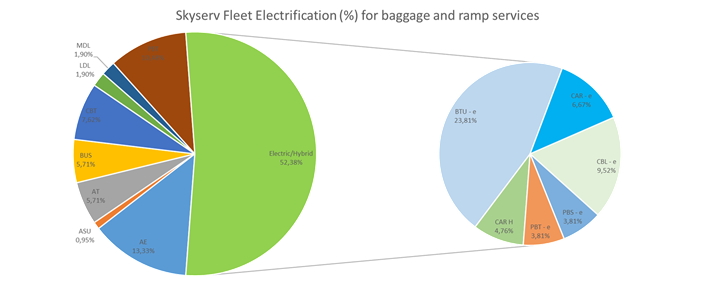 Skyserv Fleet Electrification (%) for baggage and ramp services
MDL
1,90%
LDL
1,90%
BUS
5,71%
AT
5,71%
ASU
0,95%
AE
13,33%
Electric/Hybrid
52,38%
BTU - e
23,81%
CAR - e
6,67%
CBL - e
9,52%
PBS - e
3,81%
PBT - e
3,81%
CAR H
4,76%